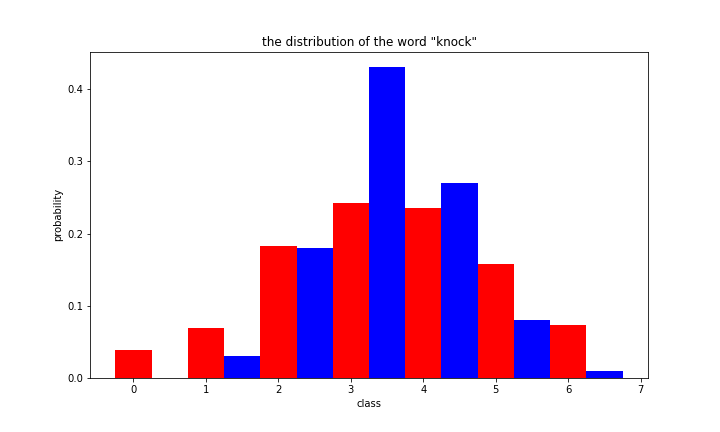 the distribution of the word "knock"
0.4
0.3
0.2
0.1
0.0
probability
0 1 2 3 4 5 6 7
class